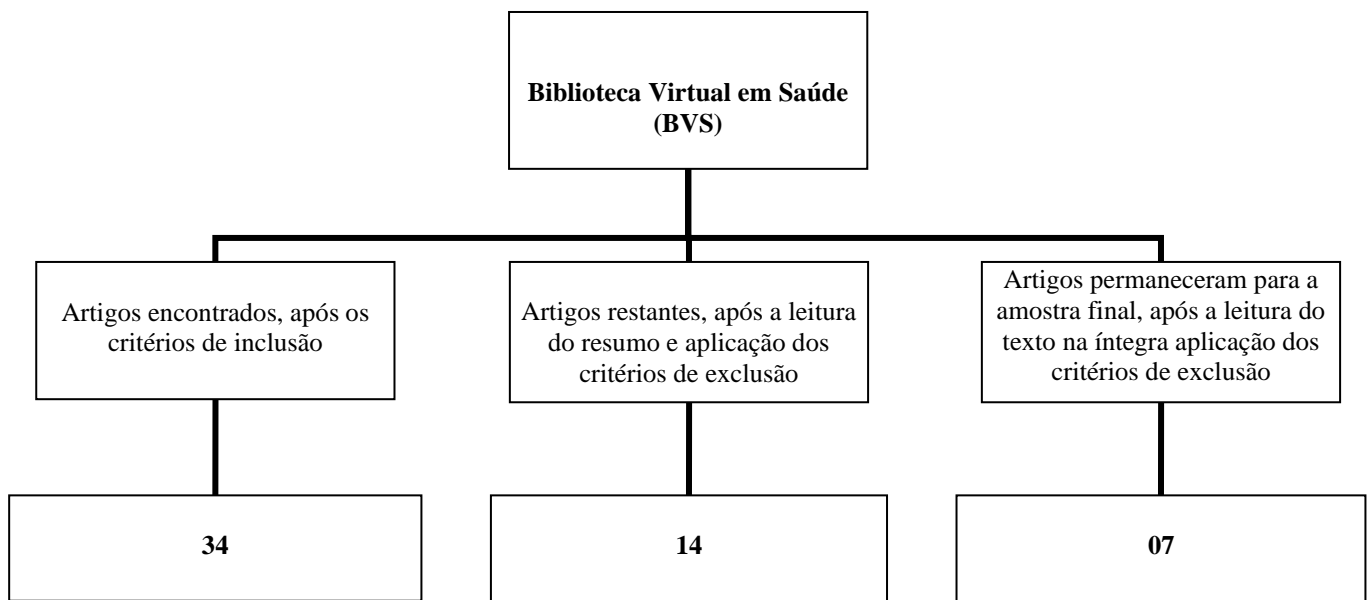 Biblioteca Virtual em Saúde
(BVS)
Artigos encontrados, após os
critérios de inclusão
Artigos restantes, após a leitura
do resumo e aplicação dos
critérios de exclusão
Artigos permaneceram para a
amostra final, após a leitura do
texto na íntegra aplicação dos
critérios de exclusão
34
14
07